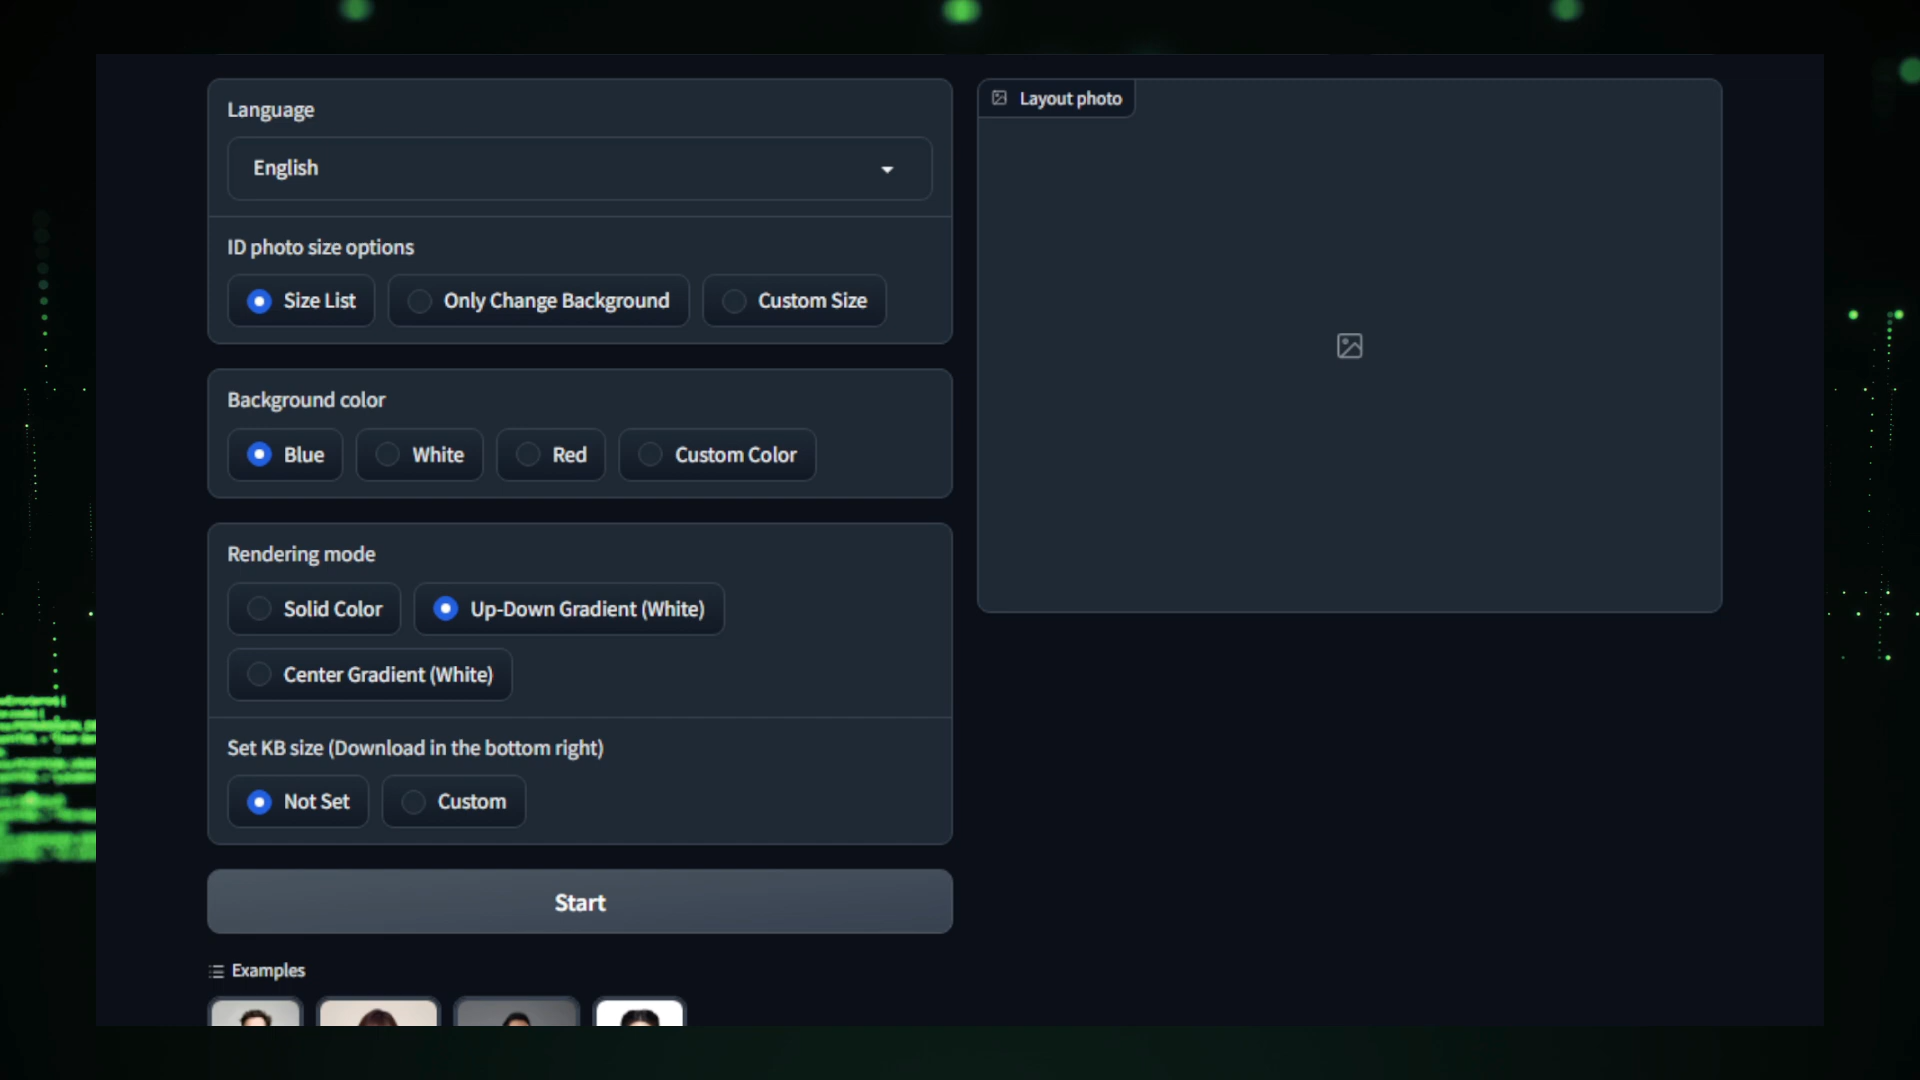 Language
English
ID photo size options
Size List
Only Change Background
Custom Size
Background color
Blue
White
Red
Custom Color
Rendering mode
Solid Color
Up-Down Gradient (White)
Center Gradient (White)
Set KB size (Download in the bottom right)
Not Set
Custom
Start
Examples
Layout photo